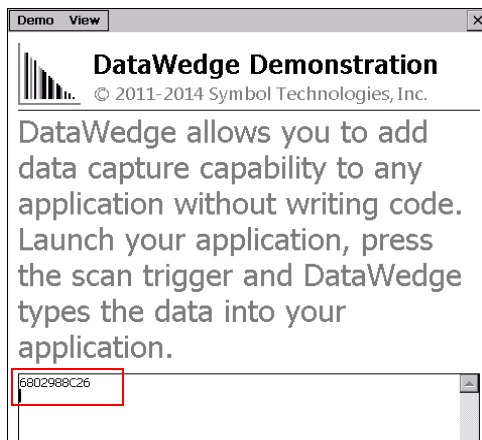 Demo View
DataWedge Demonstration
© 2011-2014 Symbol Technologies, Inc.
DataWedge allows you to add
data capture capability to any
application without writing code.
Launch your application, press
the scan trigger and DataWedge
types the data into your
application.
6802988C26